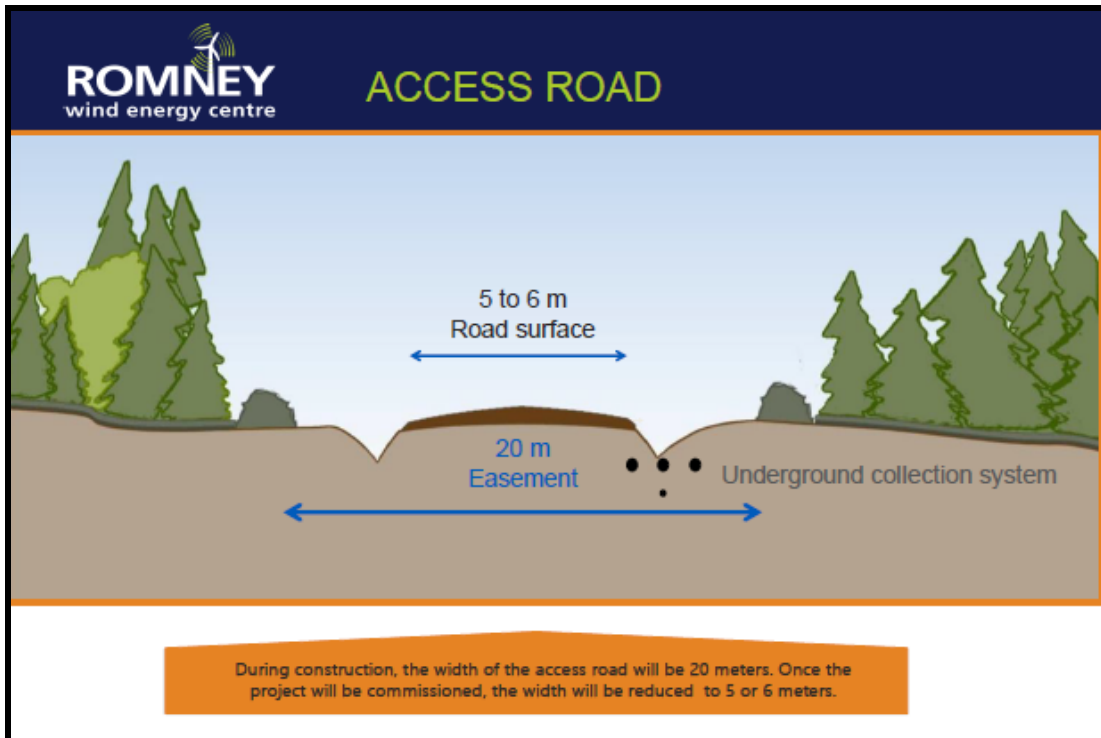 ROMNEY
wind energy centre
ACCESS ROAD
5 to 6 m
Road surface
20 m
Easement
Underground collection system
During construction, the width of the access road will be 20 meters. Once the
project will be commissioned, the width will be reduced to 5 or 6 meters.